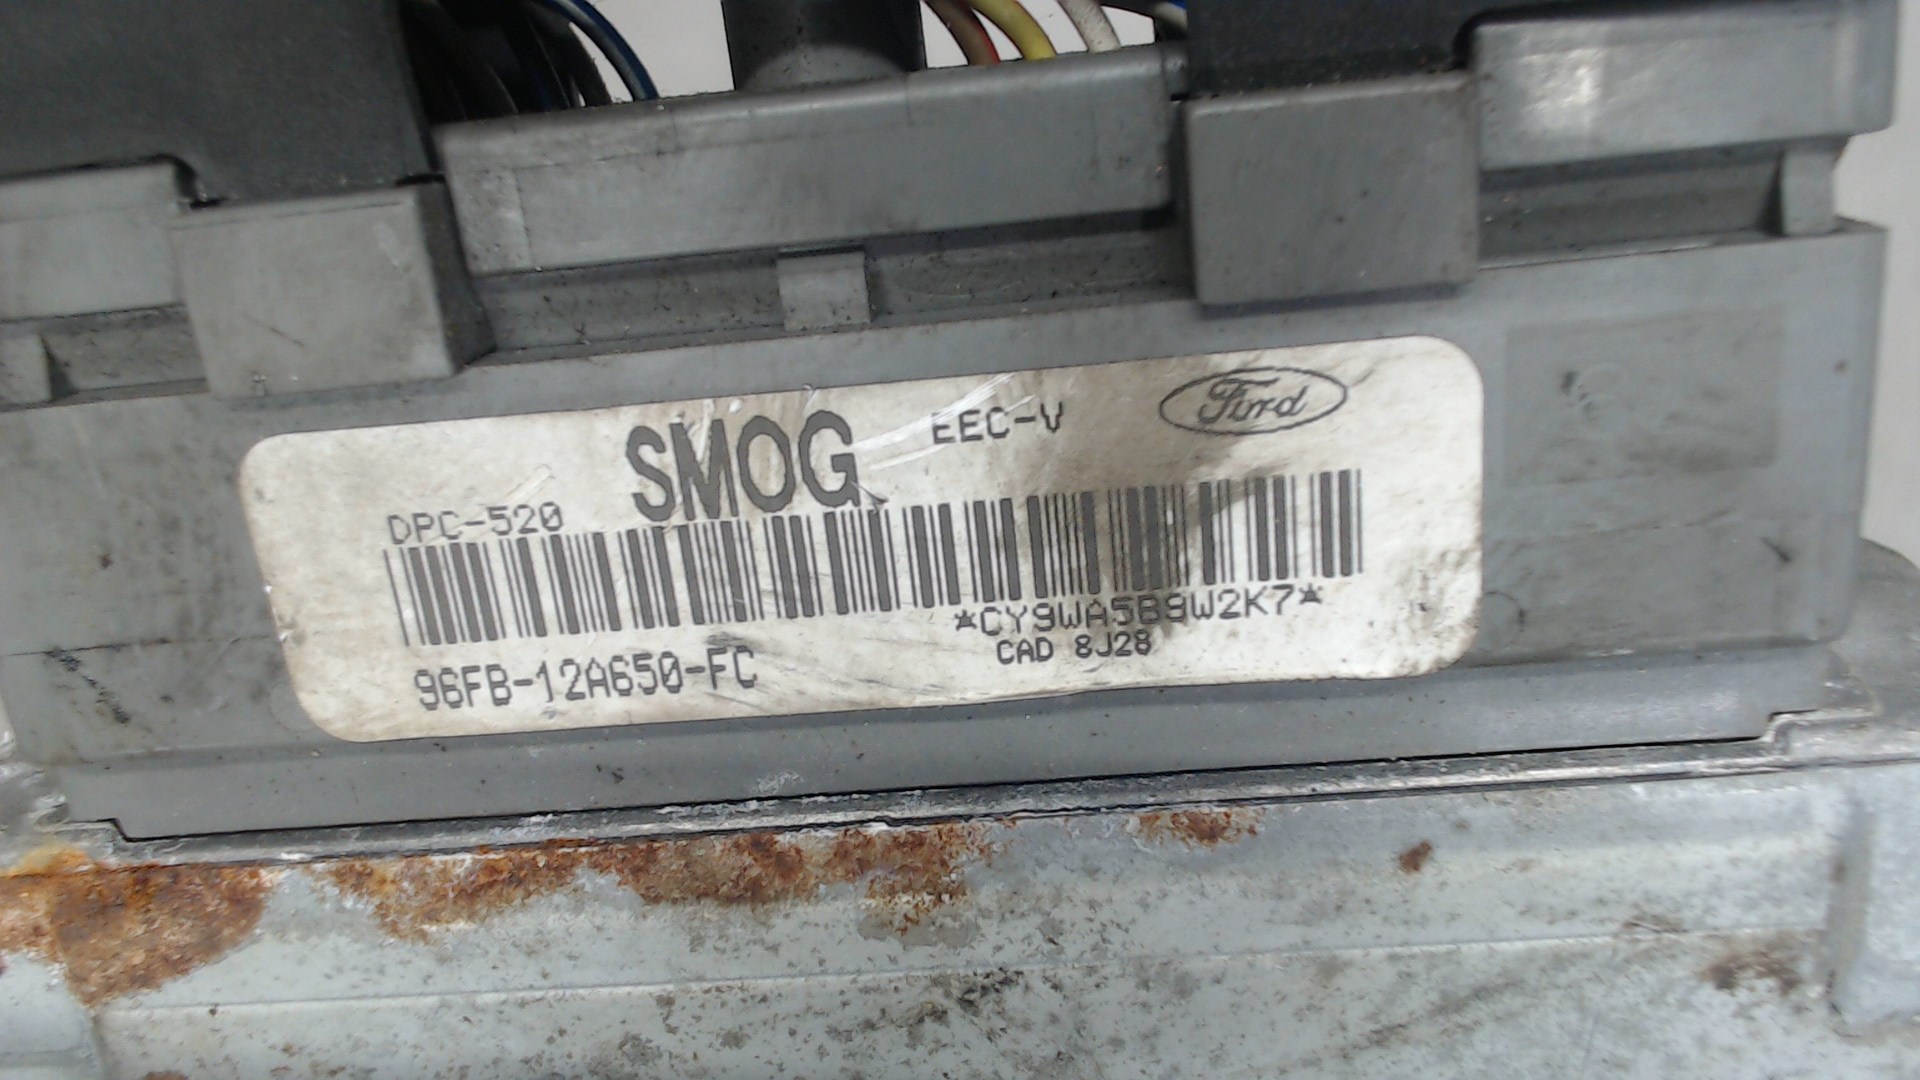 SMOG EEC-V Ford
DPC-520
*CY9WA5B9W2K7*
96FB-12A650-FC
CAD 8J28